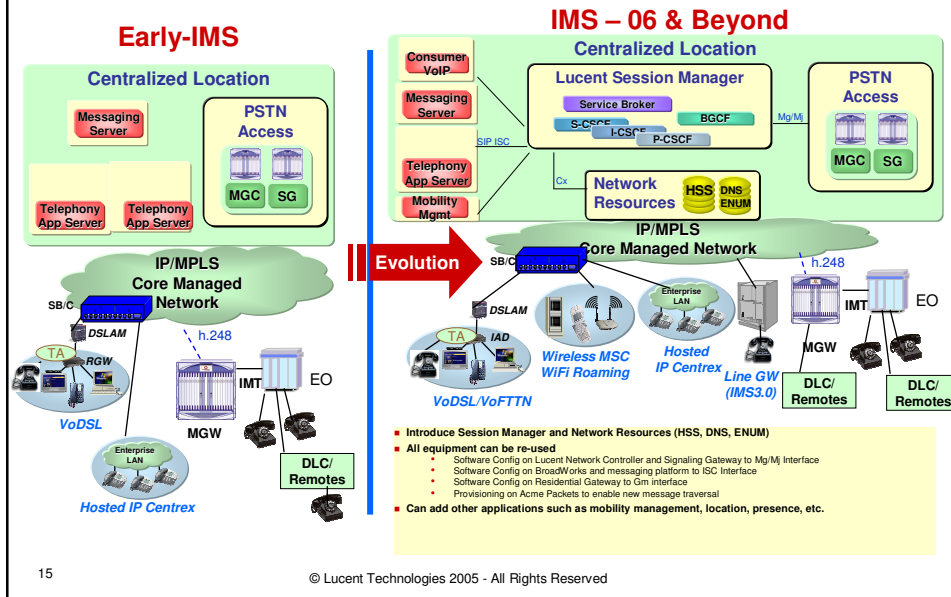 Early-IMS
Centralized Location
Messaging
Server
PSTN
Access
MGC
SG
Telephony
App Server
Telephony
App Server
IP/MPLS
Core Managed
Network
SB/C
DSLAM
h.248
TA
RGW
VoDSL
IMT
EO
MGW
Enterprise
LAN
Hosted IP Centrex
DLC/
Remotes
Evolution
IMS – 06 & Beyond
Centralized Location
Consumer
VoIP
Messaging
Server
Telephony
App Server
Mobility
Mgmt
SIP ISC
Lucent Session Manager
Service Broker
S-CSCF
I-CSCF
P-CSCF
BGCF
Mg/Mj
PSTN
Access
MGC
SG
Cx
Network
Resources
HSS
DNS
ENUM
IP/MPLS
Core Managed Network
SB/C
h.248
DSLAM
TA
IAD
VoDSL/VoFTTN
Wireless MSC
WiFi Roaming
Enterprise
LAN
Hosted
IP Centrex
Line GW
(IMS3.0)
MGW
IMT
EO
DLC/
Remotes
DLC/
Remotes
Introduce Session Manager and Network Resources (HSS, DNS, ENUM)
All equipment can be re-used
Software Config on Lucent Network Controller and Signaling Gateway to Mg/Mj Interface
Software Config on BroadWorks and messaging platform to ISC Interface
Software Config on Residential Gateway to Gm interface
Provisioning on Acme Packets to enable new message traversal
Can add other applications such as mobility management, location, presence, etc.
15
© Lucent Technologies 2005 - All Rights Reserved